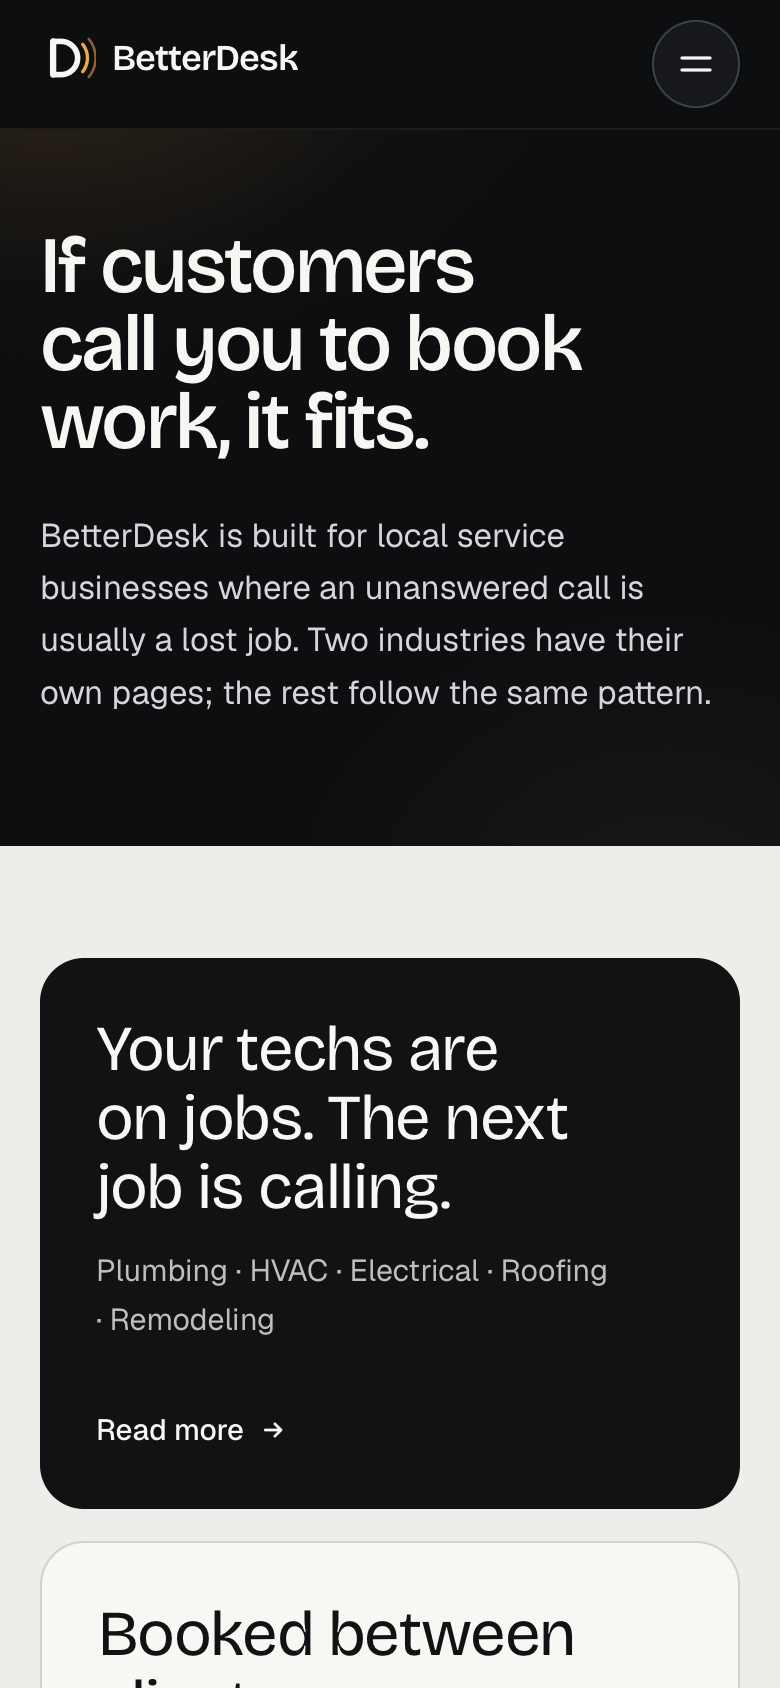 BetterDesk
If customers
call you to book
work, it fits.
BetterDesk is built for local service
businesses where an unanswered call is
usually a lost job. Two industries have their
own pages; the rest follow the same pattern.
Your techs are
on jobs. The next
job is calling.
Plumbing · HVAC · Electrical · Roofing
· Remodeling
Read more →
Booked between